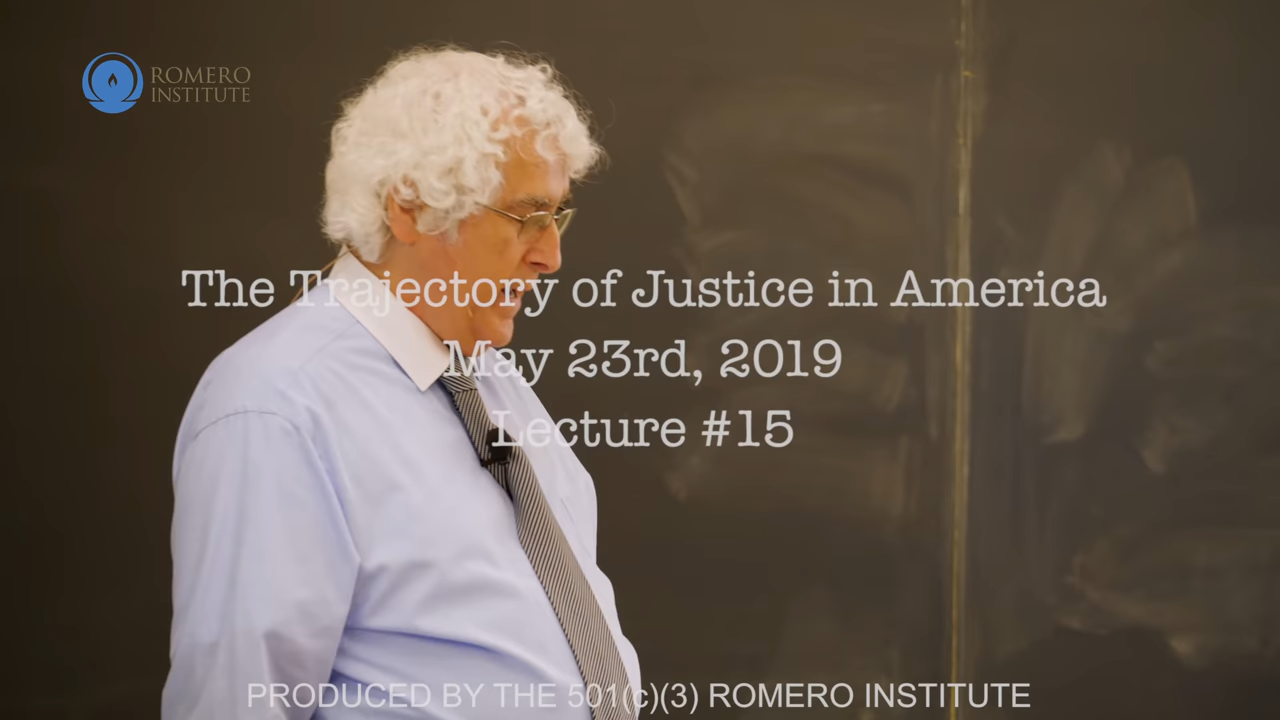 ROMERO
INSTITUTE
The Trajectory of Justice in America
May 23rd, 2019
Lecture #15
PRODUCED BY THE 501(c)(3) ROMERO INSTITUTE